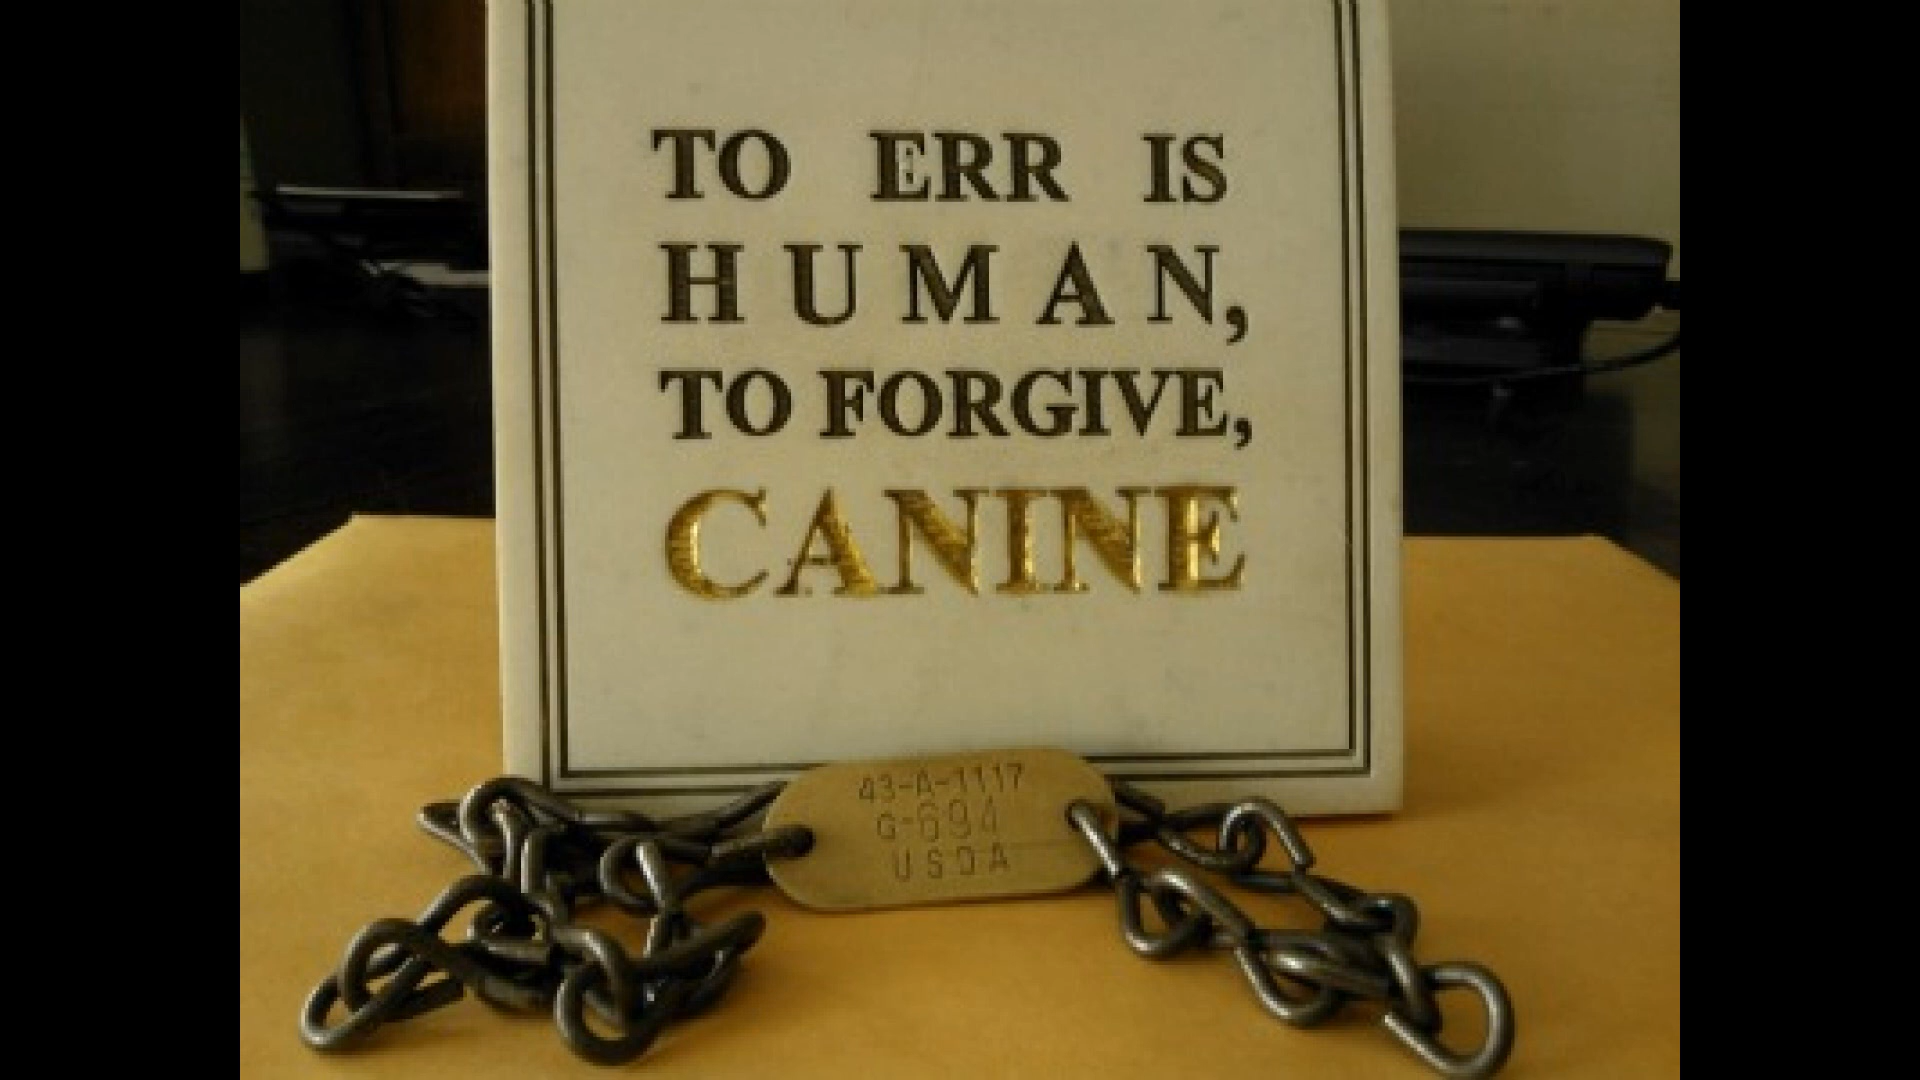 TO ERR IS
HUMAN,
TO FORGIVE,
CANINE
43-A-1117
G-694
USDA